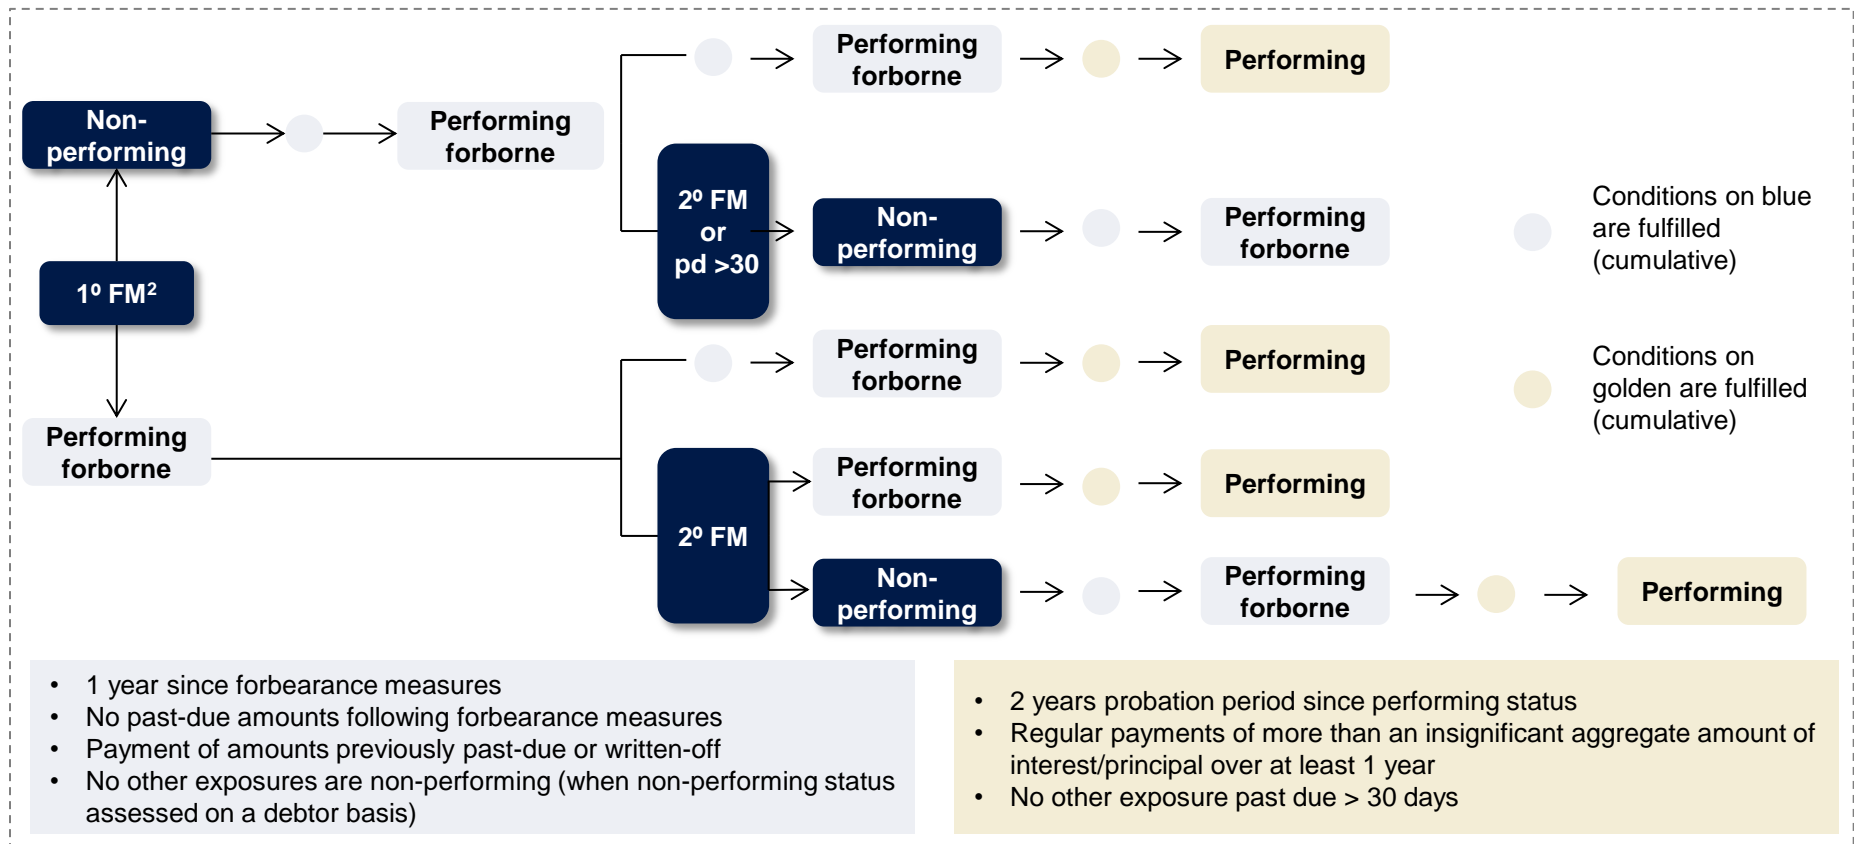 Performing
forborne
Performing
Non-
performing
Performing
forborne
2º FM
or
pd >30
Non-
performing
Performing
forborne
Conditions on blue
are fulfilled
(cumulative)
1º FM²
Performing
forborne
Performing
Conditions on
golden are fulfilled
(cumulative)
Performing
forborne
2º FM
Performing
forborne
Performing
Non-
performing
Performing
forborne
Performing
• 1 year since forbearance measures
• No past-due amounts following forbearance measures
• Payment of amounts previously past-due or written-off
• No other exposures are non-performing (when non-performing status
assessed on a debtor basis)
• 2 years probation period since performing status
• Regular payments of more than an insignificant aggregate amount of
interest/principal over at least 1 year
• No other exposure past due > 30 days